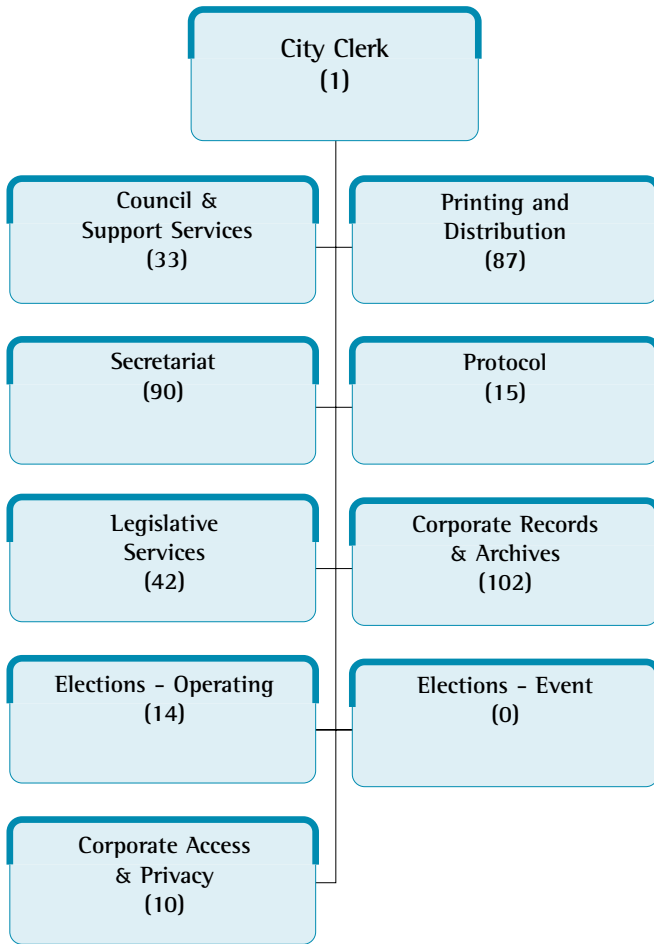 City Clerk
(1)
Council &
Support Services
(33)
Printing and
Distribution
(87)
Secretariat
(90)
Protocol
(15)
Legislative
Services
(42)
Corporate Records
& Archives
(102)
Elections - Operating
(14)
Elections - Event
(0)
Corporate Access
& Privacy
(10)